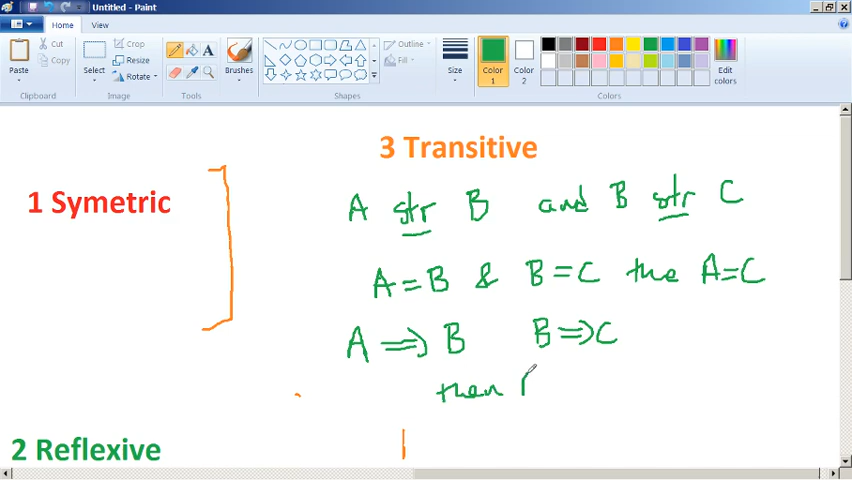 Untitled - Paint
Home View
Paste
Cut
Copy
Clipboard
Select
Crop
Resize
Rotate
Image
A
Tools
Brushes
Outline
Fill
Shapes
Size
Color 1
Color 2
Edit colors
Colors
3 Transitive
1 Symetric
A str B and B str C
A = B & B = C the A = C
A ⟹ B B ⟹ C
then
2 Reflexive